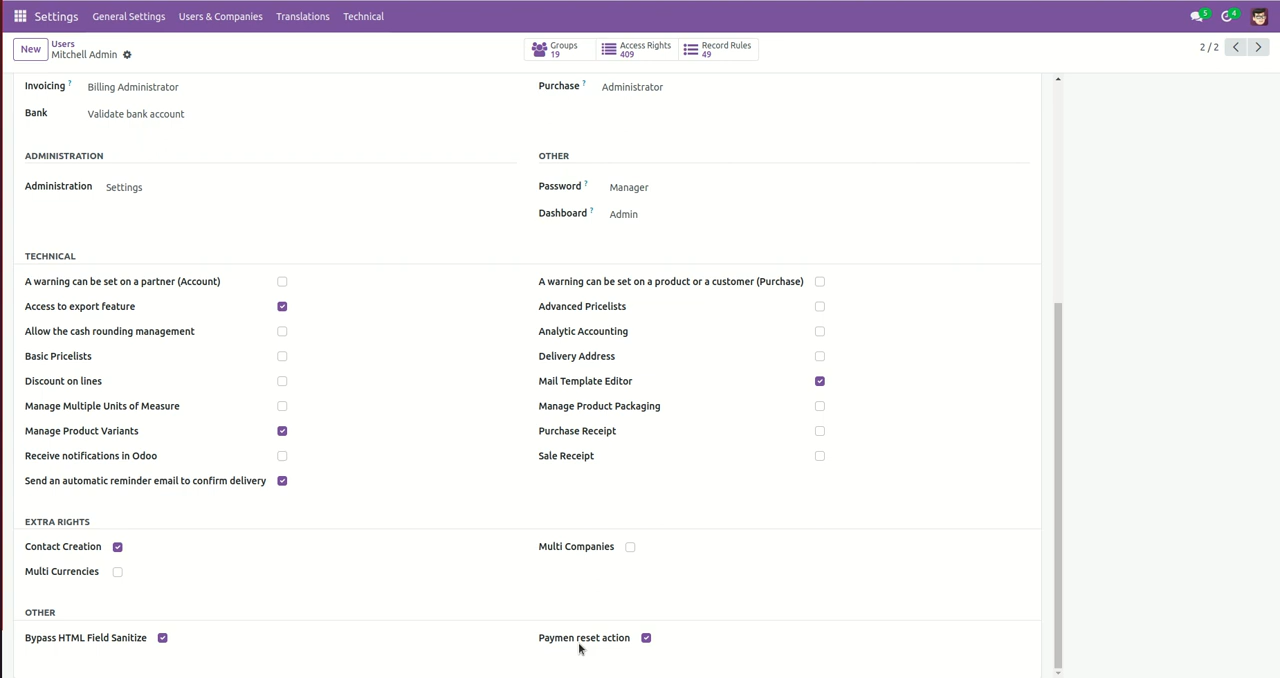 Settings General Settings Users & Companies Translations Technical 5 4
New Users Mitchell Admin Groups 19 Access Rights 409 Record Rules 49 2 / 2
Invoicing ? Billing Administrator Purchase ? Administrator
Bank Validate bank account
ADMINISTRATION OTHER
Administration Settings Password ? Manager
Dashboard ? Admin
TECHNICAL
A warning can be set on a partner (Account) A warning can be set on a product or a customer (Purchase)
Access to export feature Advanced Pricelists
Allow the cash rounding management Analytic Accounting
Basic Pricelists Delivery Address
Discount on lines Mail Template Editor
Manage Multiple Units of Measure Manage Product Packaging
Manage Product Variants Purchase Receipt
Receive notifications in Odoo Sale Receipt
Send an automatic reminder email to confirm delivery
EXTRA RIGHTS
Contact Creation Multi Companies
Multi Currencies
OTHER
Bypass HTML Field Sanitize Paymen reset action